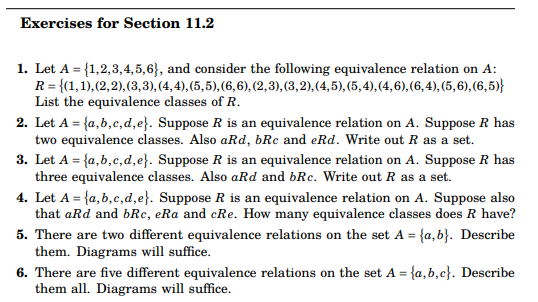 Exercises for Section 11.2
1. Let A = {1,2,3,4,5,6}, and consider the following equivalence relation on A:
R = {(1,1),(2,2),(3,3),(4,4),(5,5),(6,6),(2,3),(3,2),(4,5),(5,4),(4,6),(6,4),(5,6),(6,5)}
List the equivalence classes of R.
2. Let A = {a,b,c,d,e}. Suppose R is an equivalence relation on A. Suppose R has
two equivalence classes. Also aRd, bRc and eRd. Write out R as a set.
3. Let A = {a,b,c,d,e}. Suppose R is an equivalence relation on A. Suppose R has
three equivalence classes. Also aRd and bRc. Write out R as a set.
4. Let A = {a,b,c,d,e}. Suppose R is an equivalence relation on A. Suppose also
that aRd and bRc, eRa and cRe. How many equivalence classes does R have?
5. There are two different equivalence relations on the set A = {a,b}. Describe
them. Diagrams will suffice.
6. There are five different equivalence relations on the set A = {a,b,c}. Describe
them all. Diagrams will suffice.